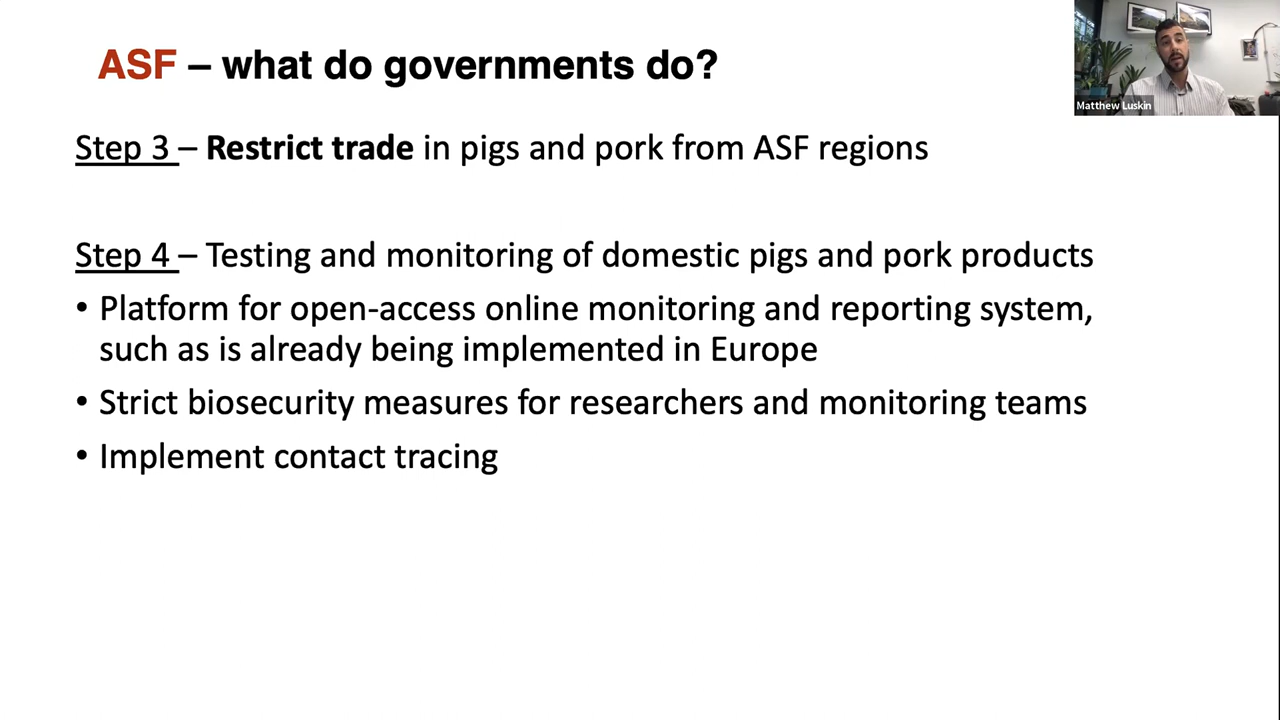 ASF – what do governments do?
Matthew Luskin
Step 3 – Restrict trade in pigs and pork from ASF regions
Step 4 – Testing and monitoring of domestic pigs and pork products
• Platform for open-access online monitoring and reporting system,
such as is already being implemented in Europe
• Strict biosecurity measures for researchers and monitoring teams
• Implement contact tracing